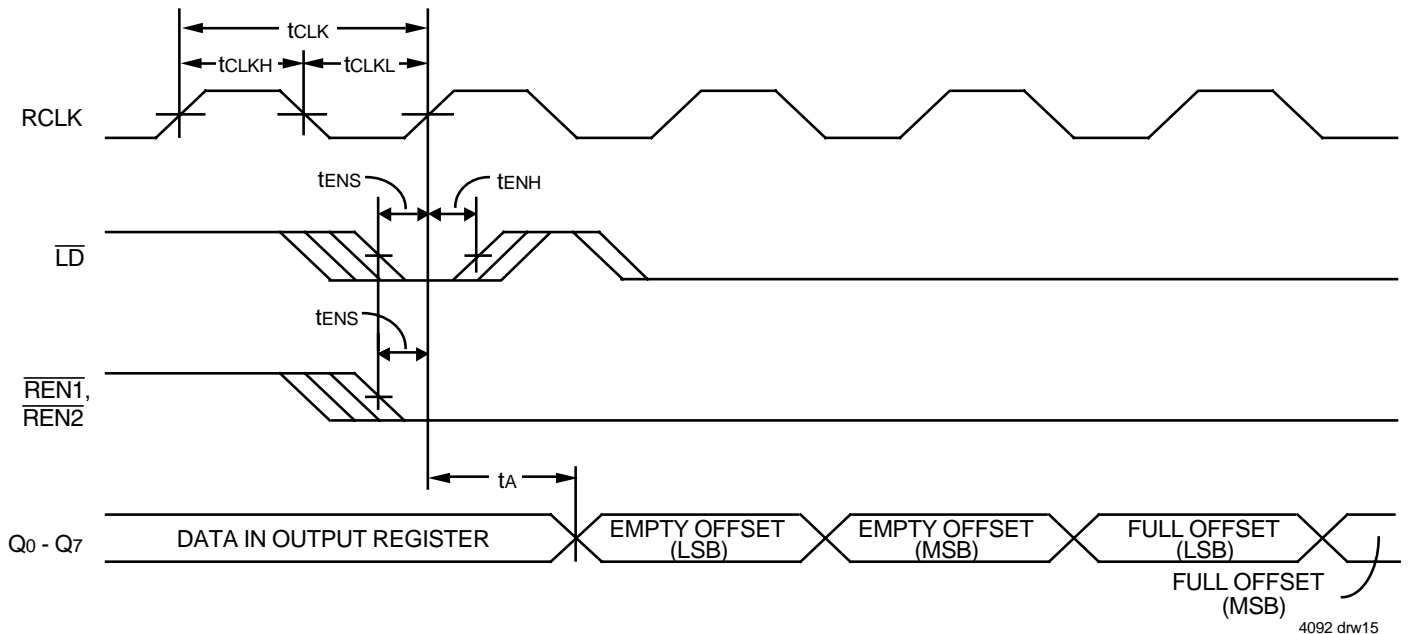 tCLK
tCLKH
tCLKL
RCLK
tENS
tENH
LD
tENS
REN1,
REN2
tA
Q0 - Q7
DATA IN OUTPUT REGISTER
EMPTY OFFSET
(LSB)
EMPTY OFFSET
(MSB)
FULL OFFSET
(LSB)
FULL OFFSET
(MSB)
4092 drw15